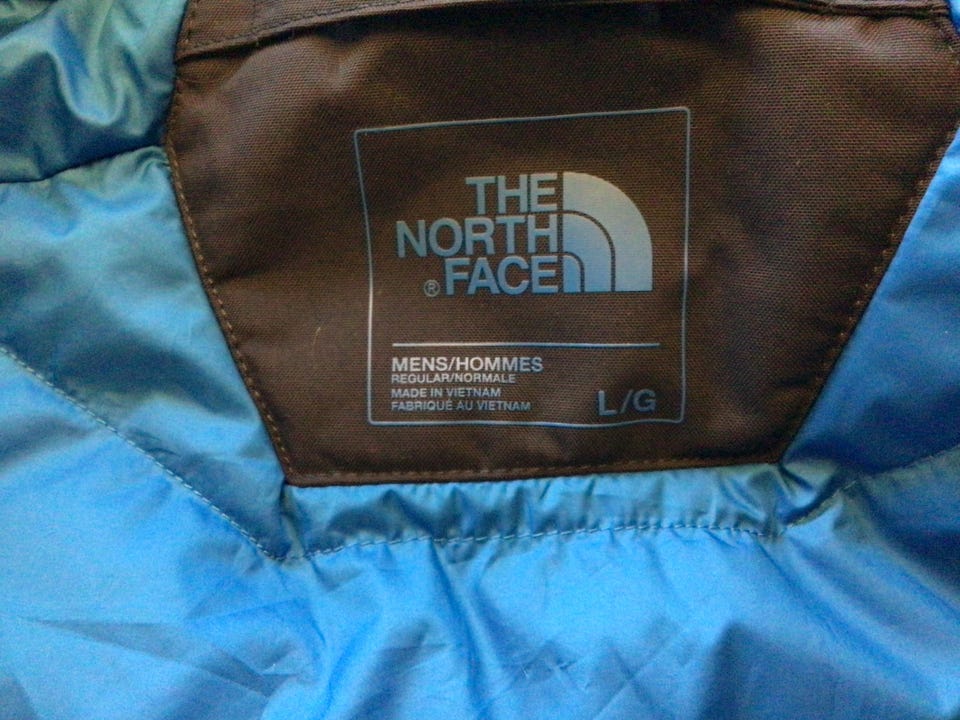 THE
NORTH
® FACE
MENS/HOMMES
REGULAR/NORMALE
MADE IN VIETNAM
FABRIQUÉ AU VIETNAM L/G